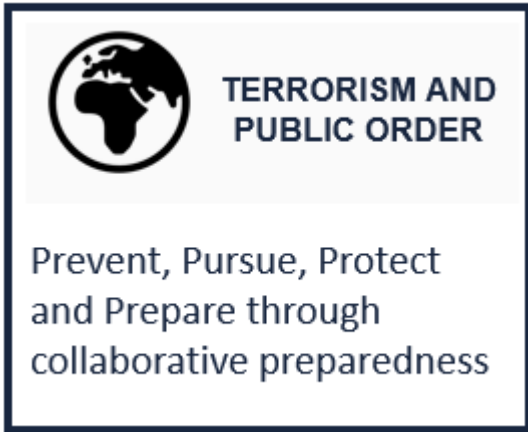 TERRORISM AND
PUBLIC ORDER
Prevent, Pursue, Protect
and Prepare through
collaborative preparedness